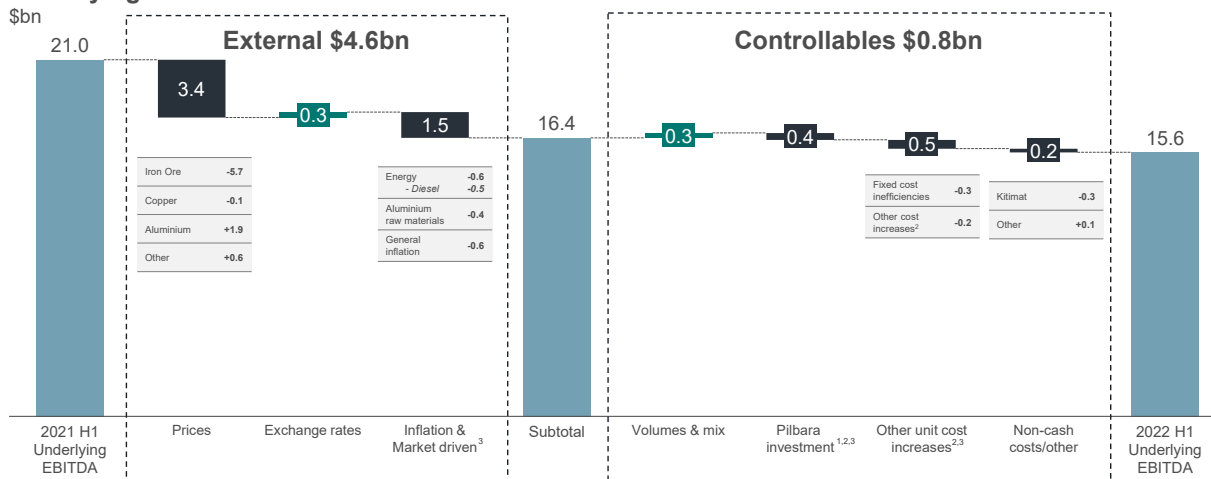 $bn
External $4.6bn
Controllables $0.8bn
21.0
3.4
0.3
1.5
16.4
0.3
0.4
0.5
0.2
15.6
Iron Ore -5.7
Copper -0.1
Aluminium +1.9
Other +0.6
Energy -0.6
- Diesel -0.5
Aluminium
raw materials -0.4
General
inflation -0.6
Fixed cost
inefficiencies -0.3
Other cost
increases² -0.2
Kitimat -0.3
Other +0.1
2021 H1
Underlying
EBITDA
Prices
Exchange rates
Inflation &
Market driven³
Subtotal
Volumes & mix
Pilbara
investment¹,²,³
Other unit cost
increases²,³
Non-cash
costs/other
2022 H1
Underlying
EBITDA